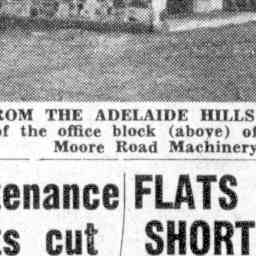 ROM THE ADELAIDE HILLS
of the office block (above) of
Moore Road Machinery
tenance
ts cut
FLATS
SHORT